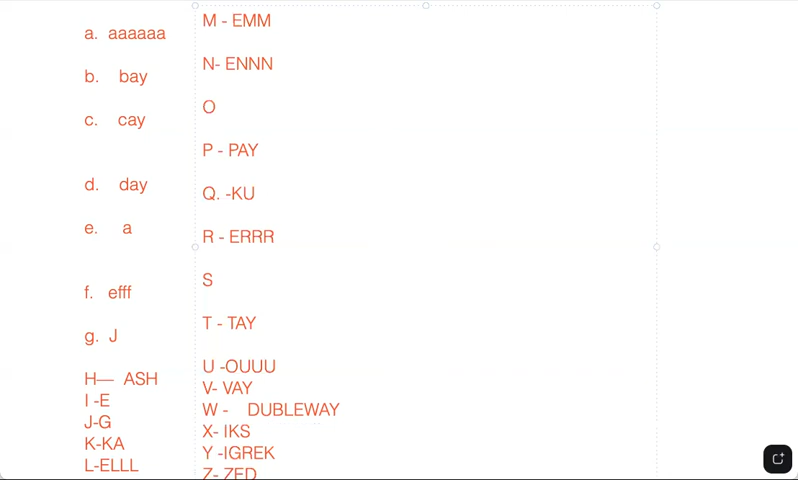 a. aaaaaa
b. bay
c. cay
d. day
e. a
f. efff
g. J
H— ASH
I -E
J-G
K-KA
L-ELLL
M - EMM
N- ENNN
O
P - PAY
Q. -KU
R - ERRR
S
T - TAY
U -OUUU
V- VAY
W - DUBLEWAY
X- IKS
Y -IGREK
Z- ZED